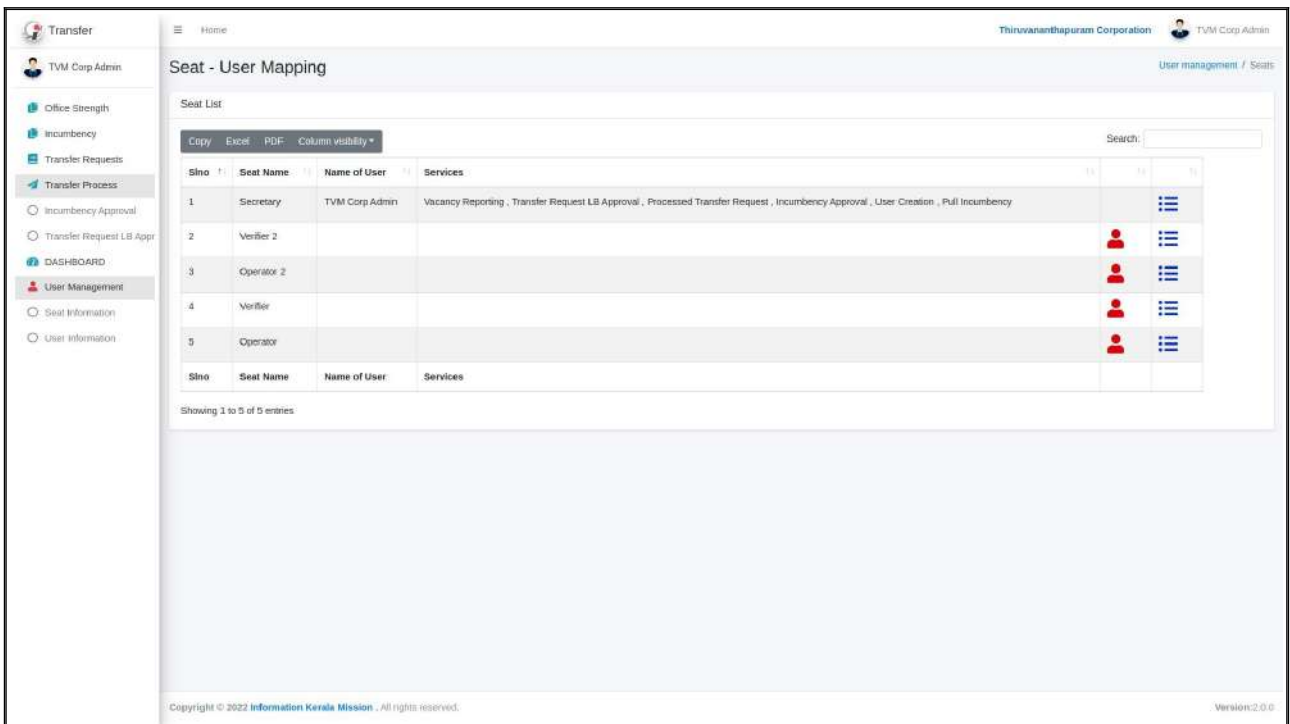 Transfer
Home
Thiruvananthapuram Corporation
TVM Corp Admin
TVM Corp Admin
Seat - User Mapping
User management / Seats
Office Strength
Incumbency
Transfer Requests
Transfer Process
Incumbency Approval
Transfer Request LB Appr
DASHBOARD
User Management
Seat Information
User Information
Seat List
Copy Excel PDF Column visibility
Search:
Slno Seat Name Name of User Services
1 Secretary TVM Corp Admin Vacancy Reporting , Transfer Request LB Approval , Processed Transfer Request , Incumbency Approval , User Creation , Pull Incumbency
2 Verifier 2
3 Operator 2
4 Verifier
5 Operator
Slno Seat Name Name of User Services
Showing 1 to 5 of 5 entries
Copyright © 2022 Information Kerala Mission . All rights reserved.
Version:2.0.0